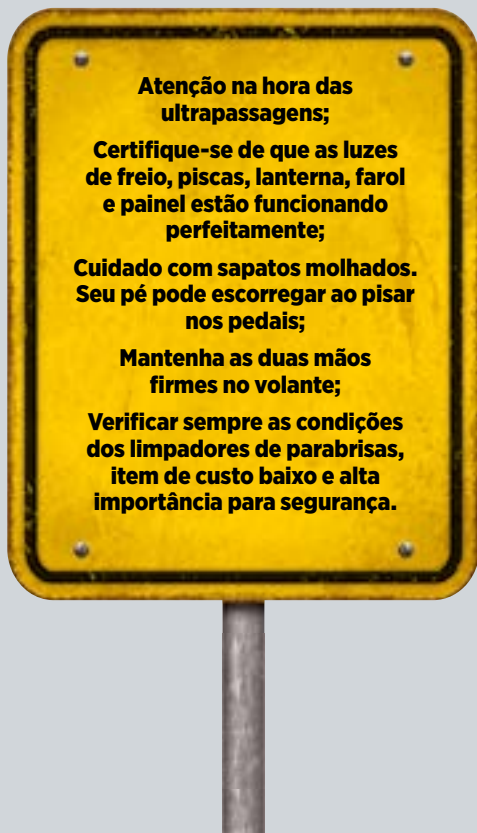 Atenção na hora das
ultrapassagens;
Certifique-se de que as luzes
de freio, piscas, lanterna, farol
e painel estão funcionando
perfeitamente;
Cuidado com sapatos molhados.
Seu pé pode escorregar ao pisar
nos pedais;
Mantenha as duas mãos
firmes no volante;
Verificar sempre as condições
dos limpadores de parabrisas,
item de custo baixo e alta
importância para segurança.